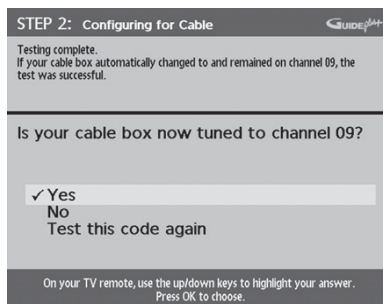 STEP 2: Configuring for Cable
GUIDE plus+
Testing complete.
If your cable box automatically changed to and remained on channel 09, the
test was successful.
Is your cable box now tuned to channel 09?
✓ Yes
No
Test this code again
On your TV remote, use the up/down keys to highlight your answer.
Press OK to choose.